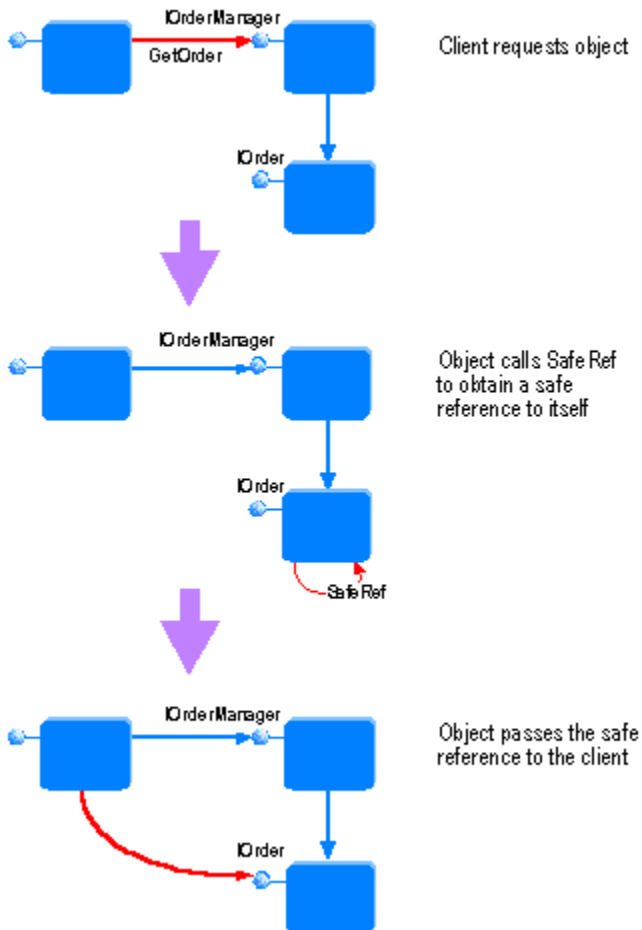 IOrderManager
GetOrder
Client requests object
IOrder
IOrderManager
Object calls Safe Ref
to obtain a safe
reference to itself
IOrder
SafeRef
IOrderManager
Object passes the safe
reference to the client
IOrder